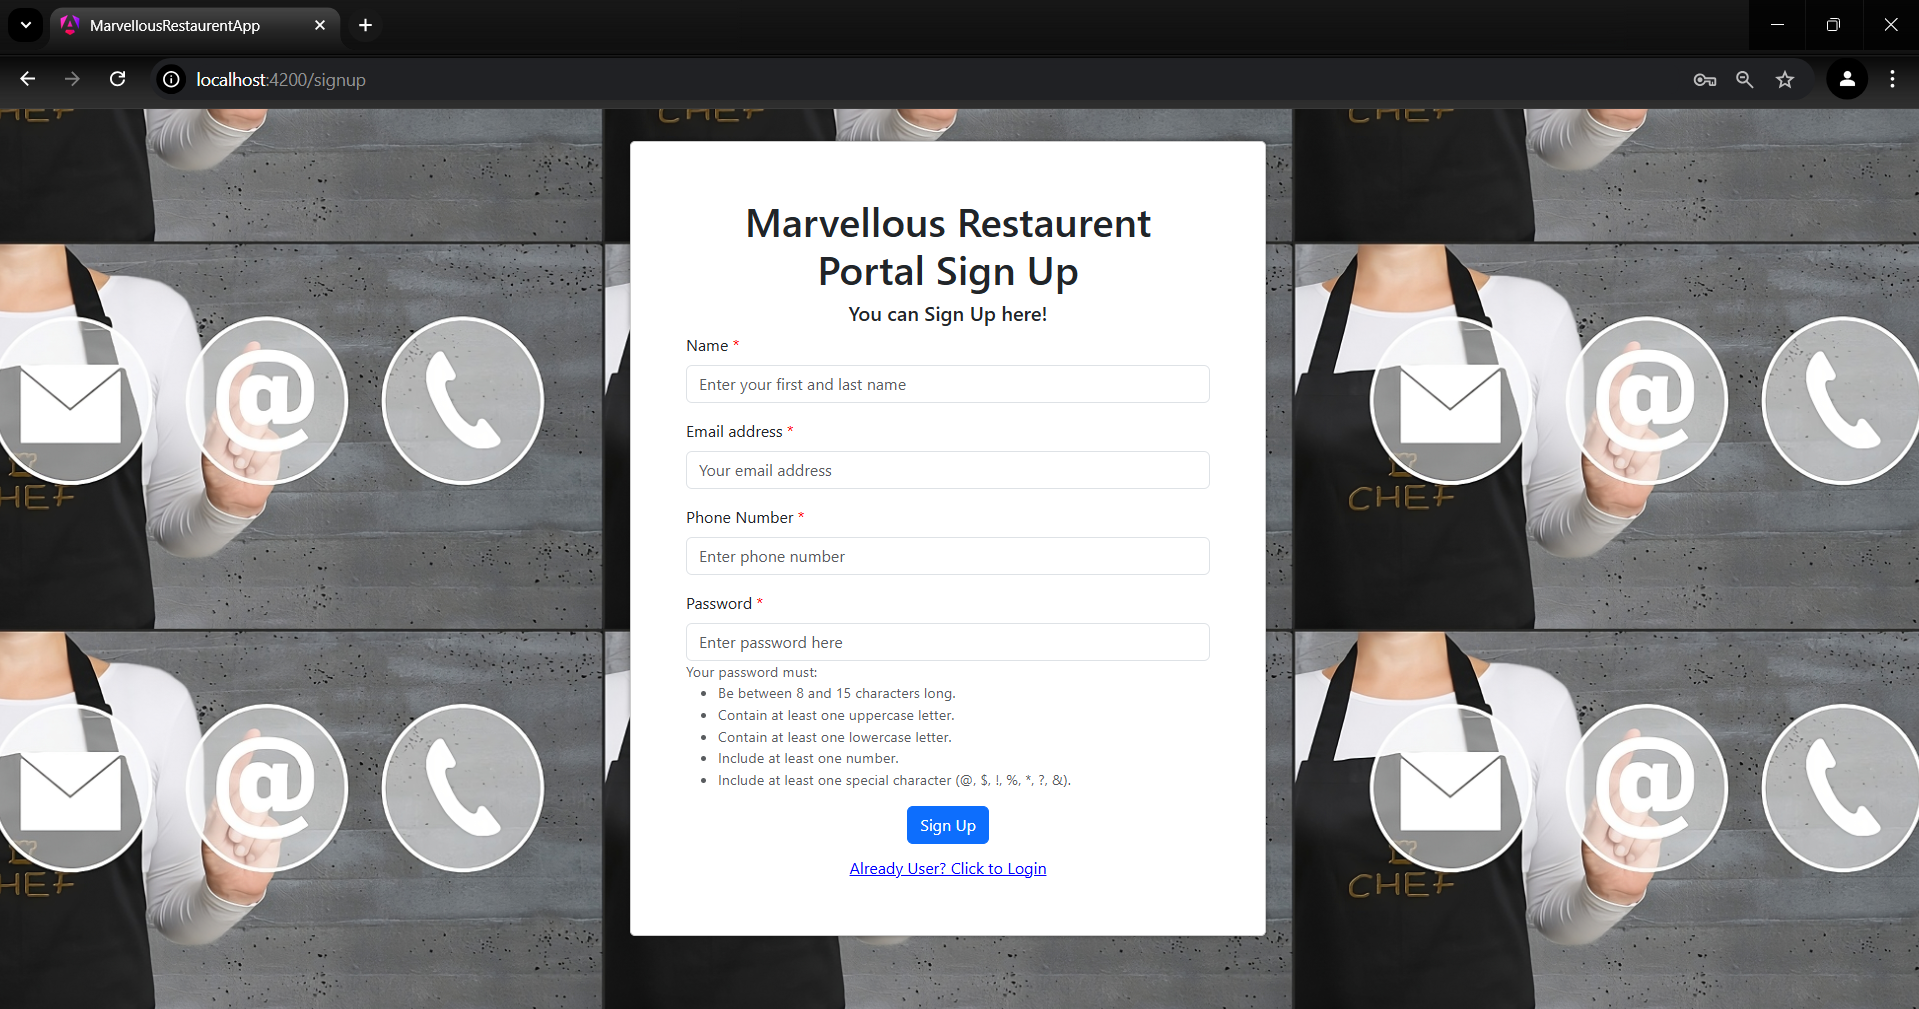 MarvellousRestaurentApp
localhost:4200/signup
CHEF
CHEF
CHEF
Marvellous Restaurent
Portal Sign Up
You can Sign Up here!
Name *
Enter your first and last name
Email address *
Your email address
Phone Number *
Enter phone number
Password *
Enter password here
Your password must:
• Be between 8 and 15 characters long.
• Contain at least one uppercase letter.
• Contain at least one lowercase letter.
• Include at least one number.
• Include at least one special character (@, $, !, %, *, ?, &).
Sign Up
Already User? Click to Login
@
@
CHEF
HEF
@
@
CHEF
HEF